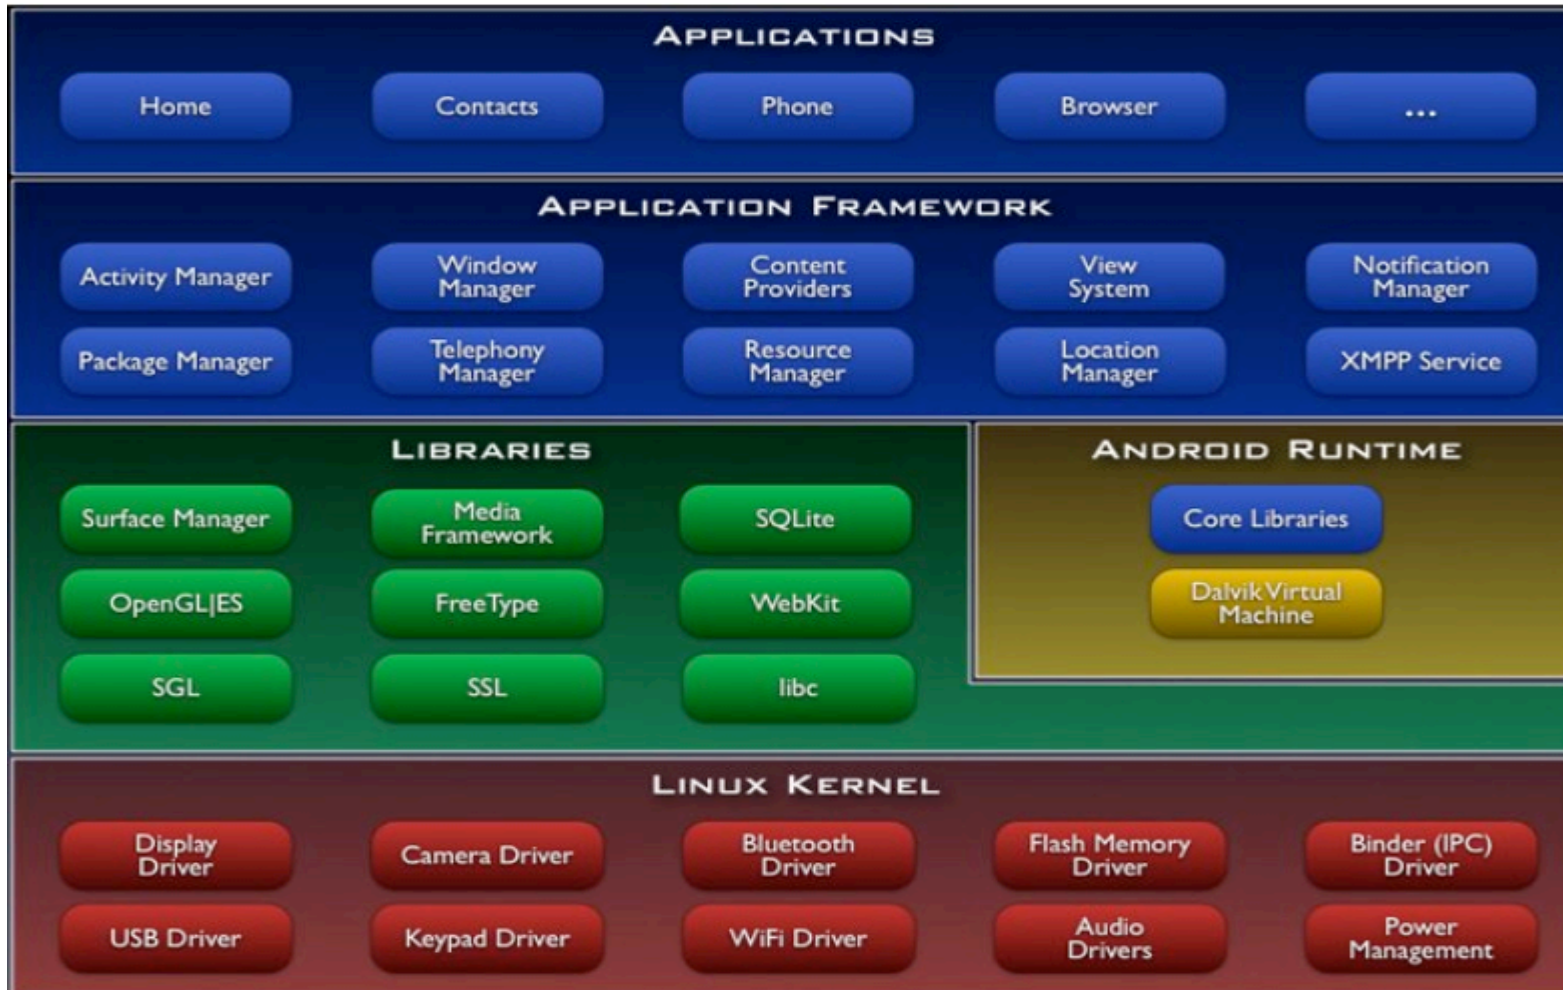 APPLICATIONS
Home
Contacts
Phone
Browser
...
APPLICATION FRAMEWORK
Activity Manager
Window
Manager
Content
Providers
View
System
Notification
Manager
Package Manager
Telephony
Manager
Resource
Manager
Location
Manager
XMPP Service
LIBRARIES
Surface Manager
Media
Framework
SQLite
OpenGL|ES
FreeType
WebKit
SGL
SSL
libc
ANDROID RUNTIME
Core Libraries
Dalvik Virtual
Machine
LINUX KERNEL
Display
Driver
Camera Driver
Bluetooth
Driver
Flash Memory
Driver
Binder (IPC)
Driver
USB Driver
Keypad Driver
WiFi Driver
Audio
Drivers
Power
Management